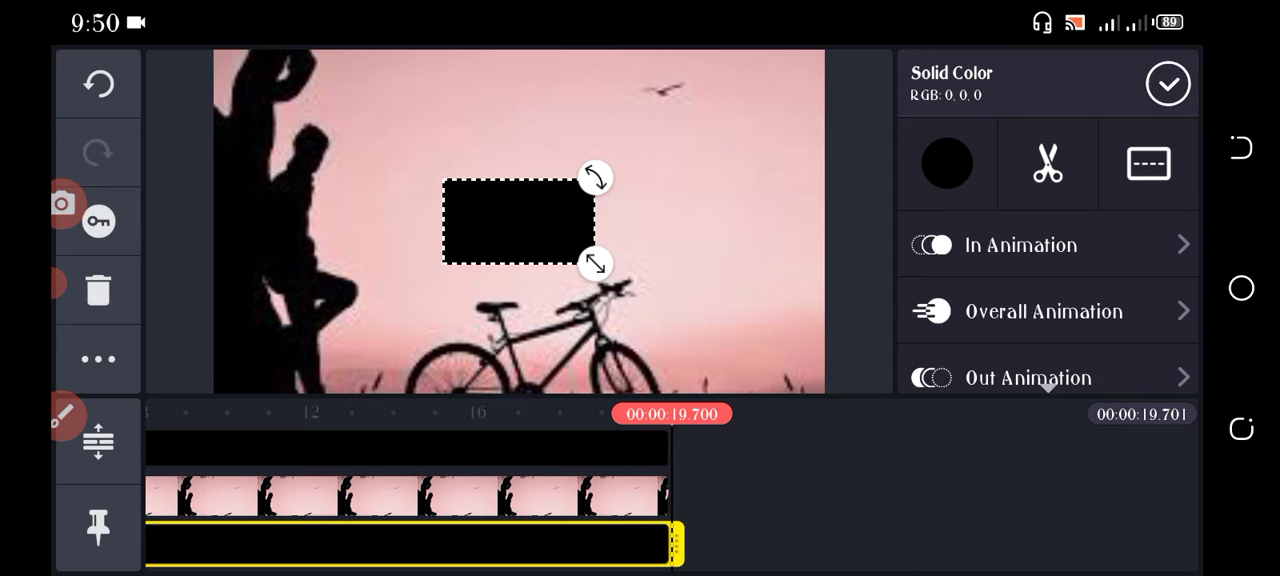 9:50
89
Solid Color
RGB: 0, 0, 0
In Animation
Overall Animation
Out Animation
12
16
00:00:19.700
00:00:19.701